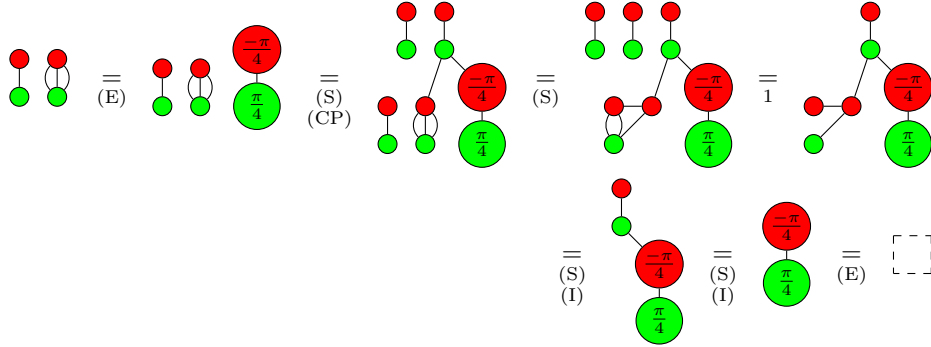 = (E) −π/4 π/4 = (S) (CP) −π/4 π/4 = (S) −π/4 π/4 = 1 −π/4 π/4
= (S) (I) −π/4 π/4 = (S) (I) −π/4 π/4 = (E)